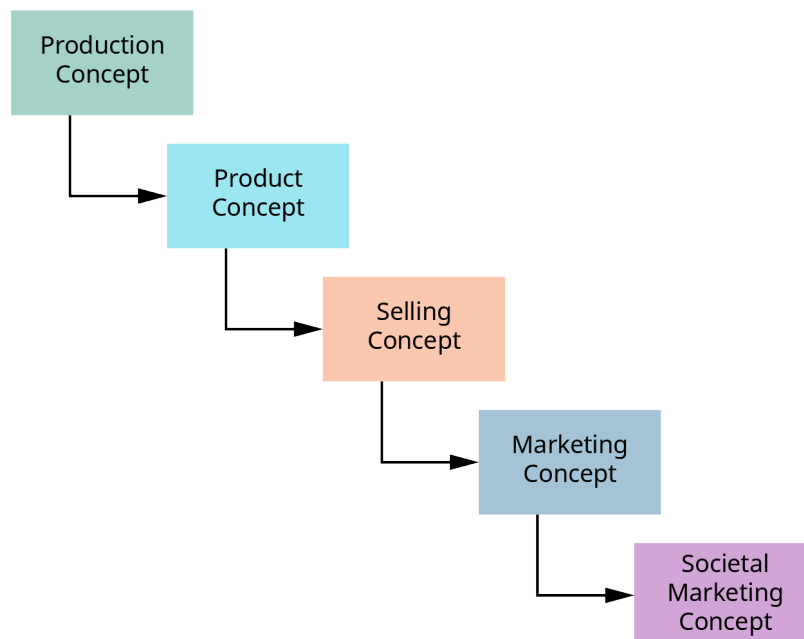 Production
Concept
Product
Concept
Selling
Concept
Marketing
Concept
Societal
Marketing
Concept